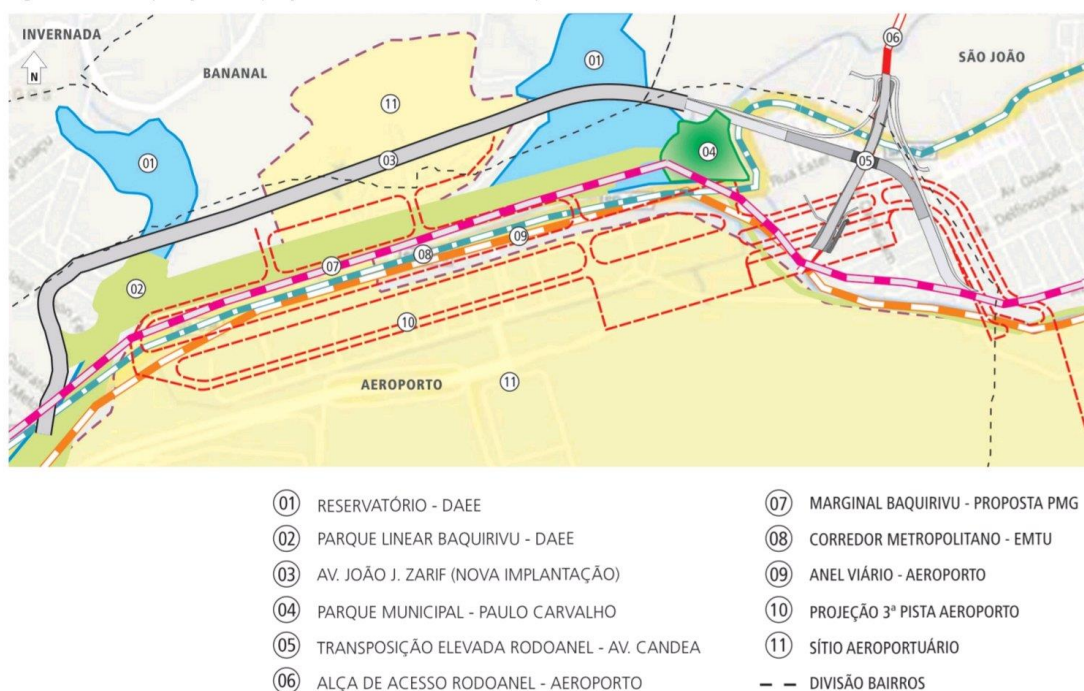 INVERNADA
N
BANANAL
SÃO JOÃO
06
01
11
01
03
04
05
Rua Estel
Av. Guapé
02
07
08
09
10
AEROPORTO
11
01 RESERVATÓRIO - DAEE
02 PARQUE LINEAR BAQUIRIVU - DAEE
03 AV. JOÃO J. ZARIF (NOVA IMPLANTAÇÃO)
04 PARQUE MUNICIPAL - PAULO CARVALHO
05 TRANSPOSIÇÃO ELEVADA RODOANEL - AV. CANDEA
06 ALÇA DE ACESSO RODOANEL - AEROPORTO
07 MARGINAL BAQUIRIVU - PROPOSTA PMG
08 CORREDOR METROPOLITANO - EMTU
09 ANEL VIÁRIO - AEROPORTO
10 PROJEÇÃO 3ª PISTA AEROPORTO
11 SÍTIO AEROPORTUÁRIO
DIVISÃO BAIRROS